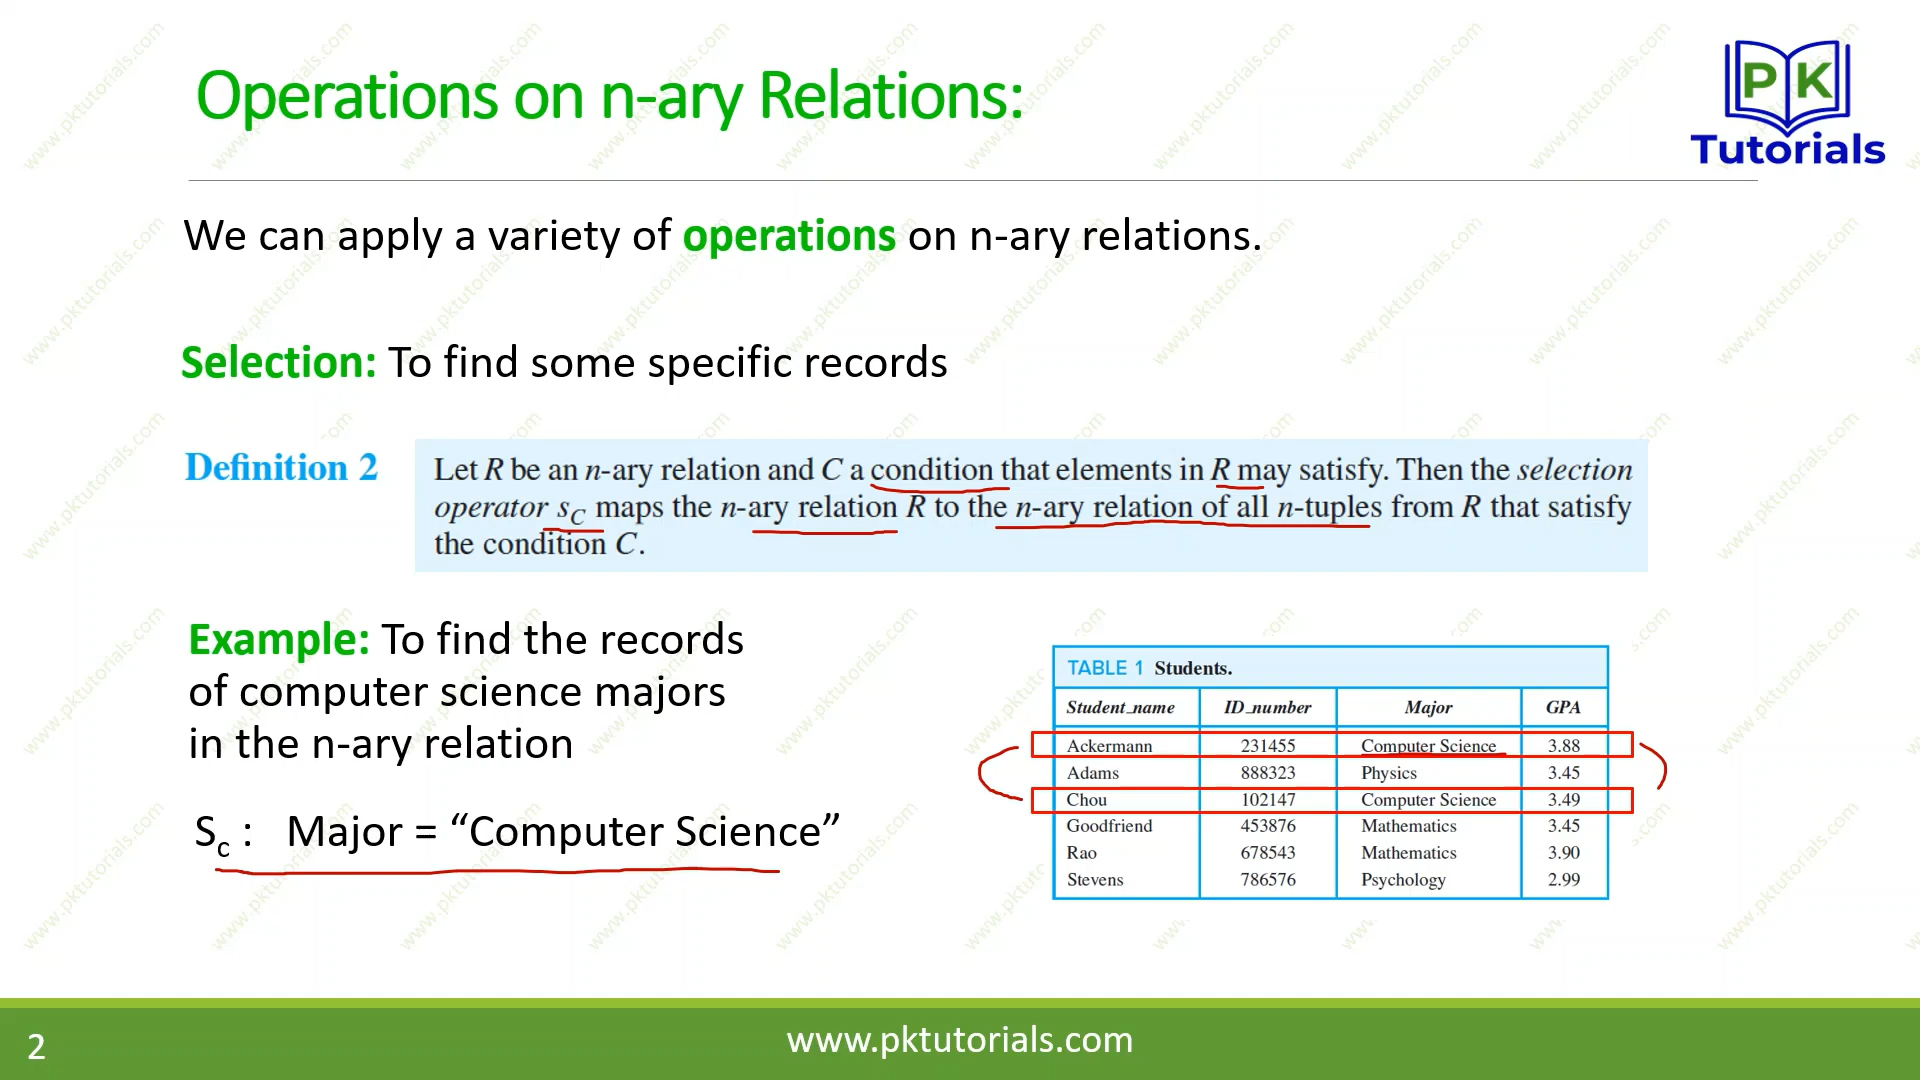 Operations on n-ary Relations:
PK
Tutorials
We can apply a variety of operations on n-ary relations.
Selection: To find some specific records
Definition 2
Let R be an n-ary relation and C a condition that elements in R may satisfy. Then the selection
operator sC maps the n-ary relation R to the n-ary relation of all n-tuples from R that satisfy
the condition C.
Example: To find the records
of computer science majors
in the n-ary relation
Sc : Major = “Computer Science”
TABLE 1 Students.
Student_name ID_number Major GPA
Ackermann 231455 Computer Science 3.88
Adams 888323 Physics 3.45
Chou 102147 Computer Science 3.49
Goodfriend 453876 Mathematics 3.45
Rao 678543 Mathematics 3.90
Stevens 786576 Psychology 2.99
2
www.pktutorials.com